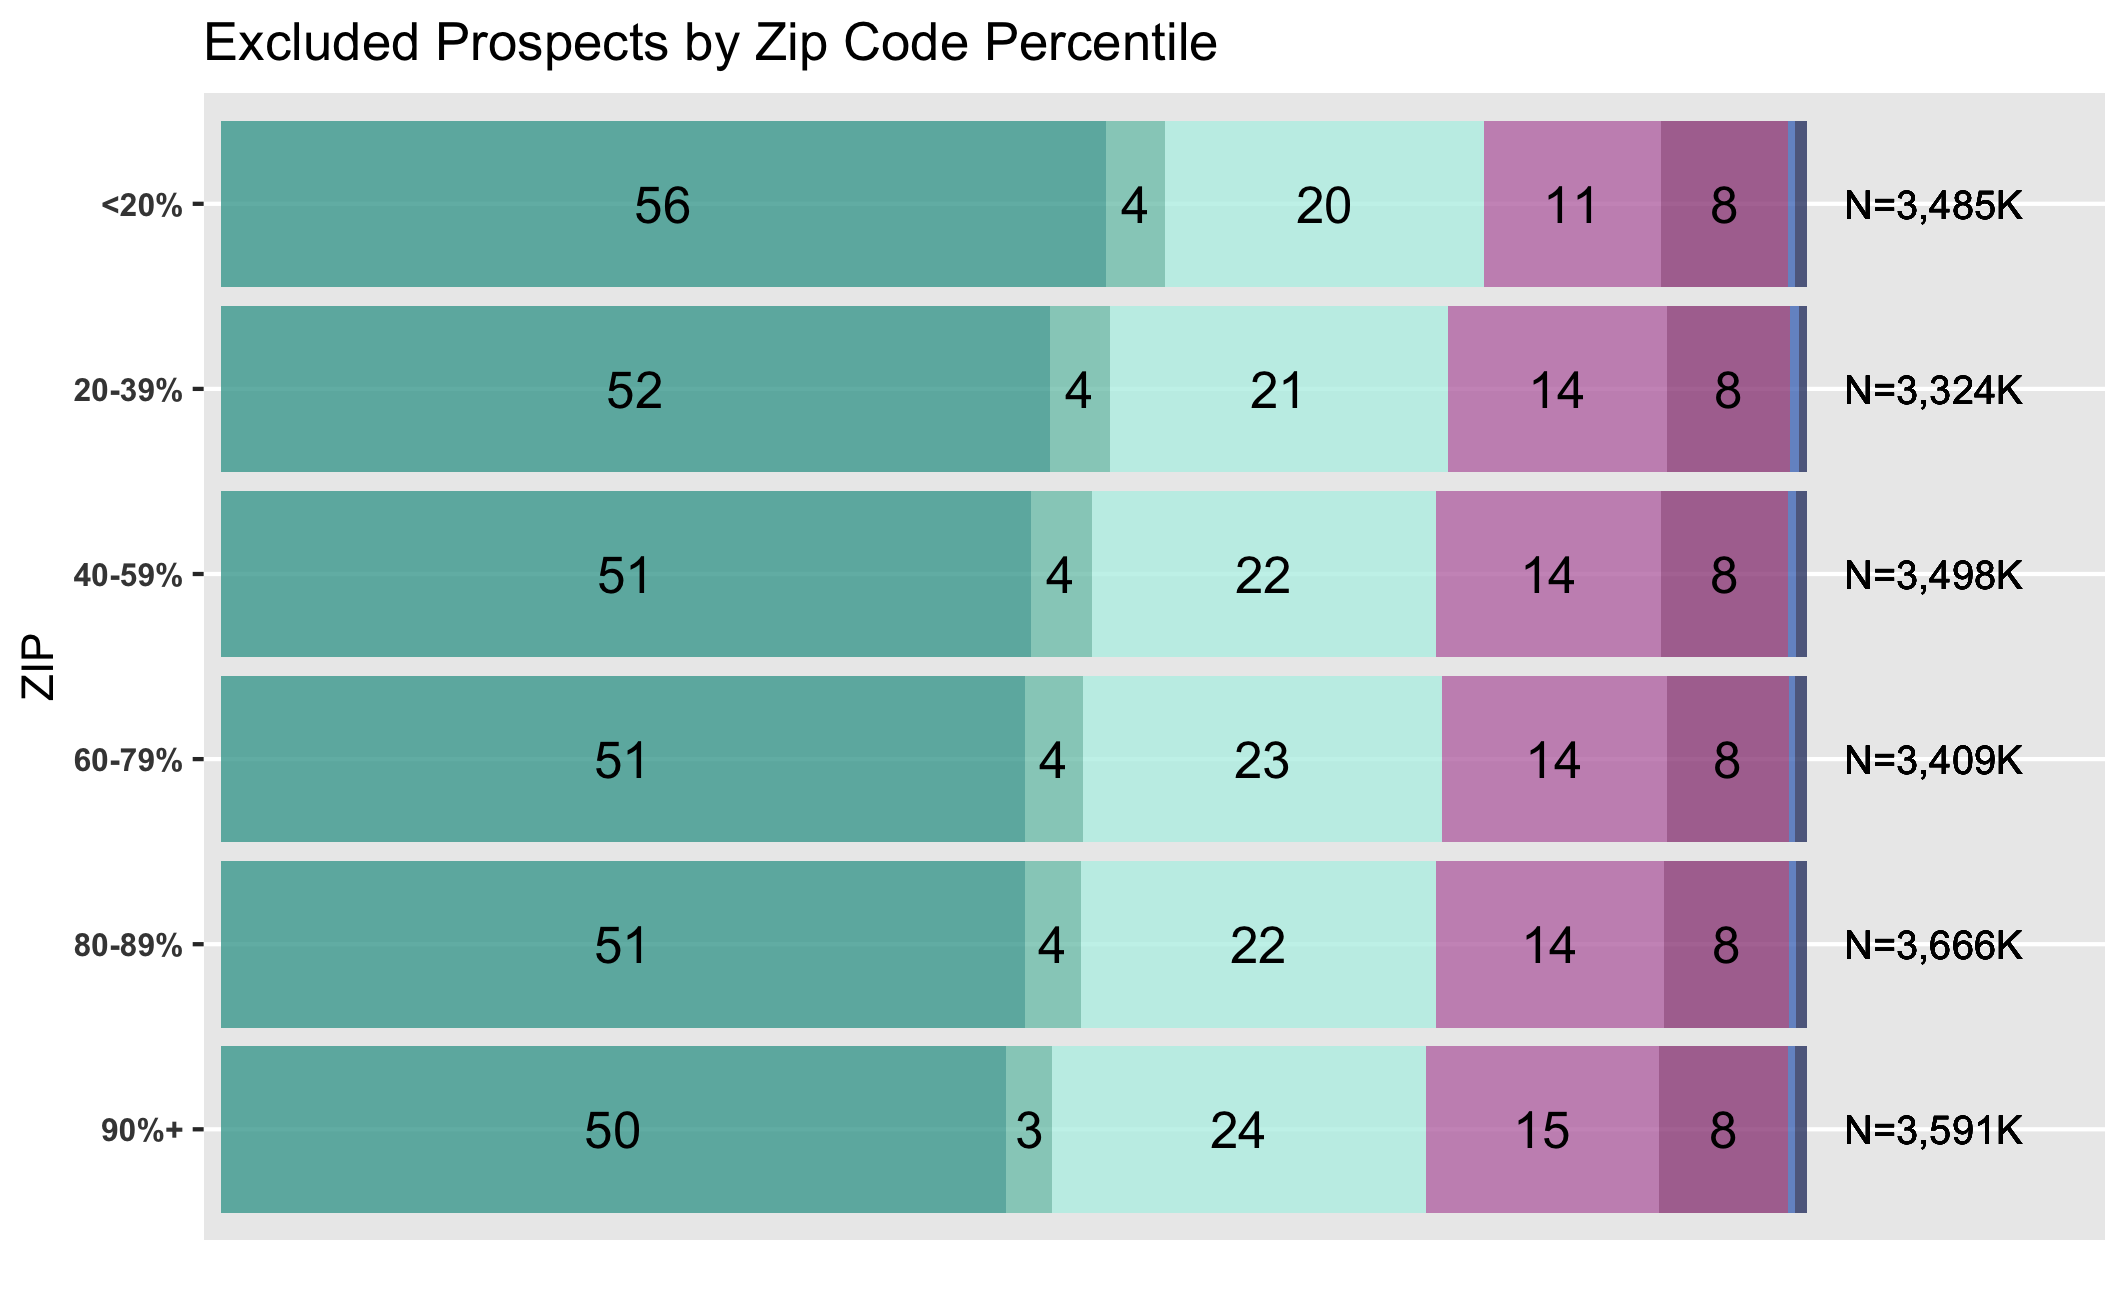 Excluded Prospects by Zip Code Percentile
<20% 56 4 20 11 8 N=3,485K
20-39% 52 4 21 14 8 N=3,324K
40-59% 51 4 22 14 8 N=3,498K
60-79% 51 4 23 14 8 N=3,409K
80-89% 51 4 22 14 8 N=3,666K
90%+ 50 3 24 15 8 N=3,591K
ZIP